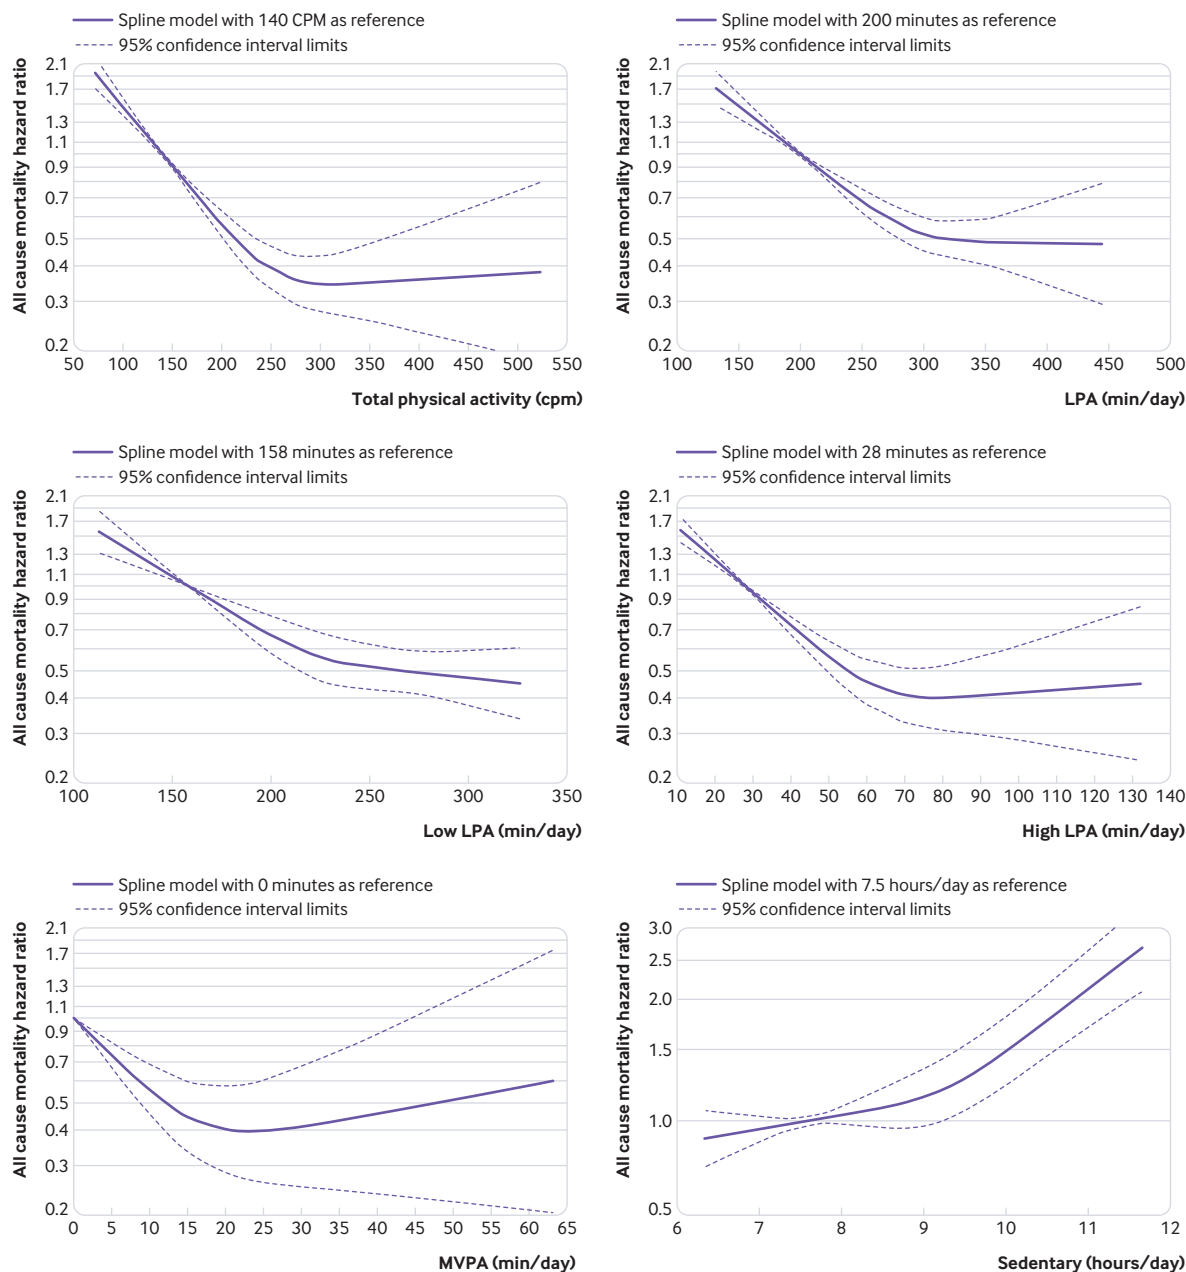 Spline model with 140 CPM as reference
95% confidence interval limits
All cause mortality hazard ratio
2.1
1.7
1.3
1.1
0.9
0.7
0.5
0.4
0.3
0.2
50 100 150 200 250 300 350 400 450 500 550
Total physical activity (cpm)
Spline model with 200 minutes as reference
95% confidence interval limits
All cause mortality hazard ratio
2.1
1.7
1.3
1.1
0.9
0.7
0.5
0.4
0.3
0.2
100 150 200 250 300 350 400 450 500
LPA (min/day)
Spline model with 158 minutes as reference
95% confidence interval limits
All cause mortality hazard ratio
2.1
1.7
1.3
1.1
0.9
0.7
0.5
0.4
0.3
0.2
100 150 200 250 300 350
Low LPA (min/day)
Spline model with 28 minutes as reference
95% confidence interval limits
All cause mortality hazard ratio
2.1
1.7
1.3
1.1
0.9
0.7
0.5
0.4
0.3
0.2
10 20 30 40 50 60 70 80 90 100 110 120 130 140
High LPA (min/day)
Spline model with 0 minutes as reference
95% confidence interval limits
All cause mortality hazard ratio
2.1
1.7
1.3
1.1
0.9
0.7
0.5
0.4
0.3
0.2
0 5 10 15 20 25 30 35 40 45 50 55 60 65
MVPA (min/day)
Spline model with 7.5 hours/day as reference
95% confidence interval limits
All cause mortality hazard ratio
3.0
2.5
2.0
1.5
1.0
0.5
6 7 8 9 10 11 12
Sedentary (hours/day)